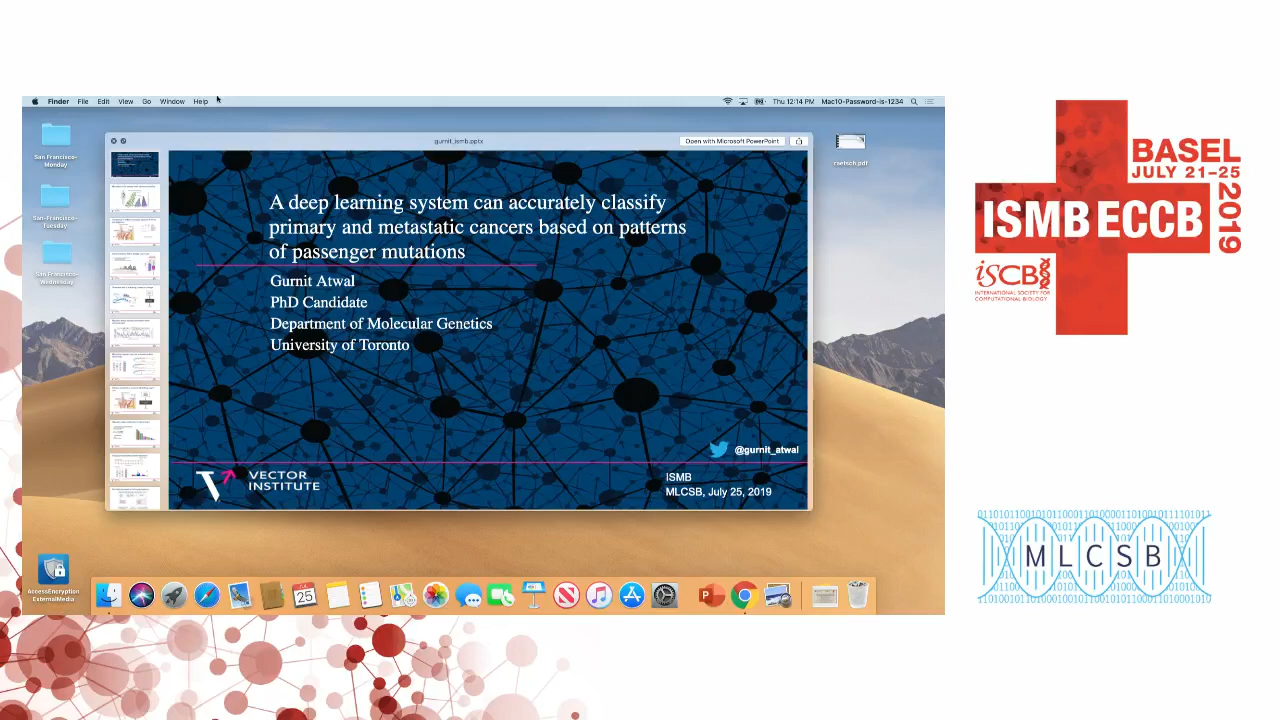 Finder File Edit View Go Window Help
Thu 12:14 PM Mac10-Password-is-1234
San Francisco-
Monday
San-Francisco-
Tuesday
San Francisco-
Wednesday
AccessEncryption
ExternalMedia
gurnit_ismb.pptx
Open with Microsoft PowerPoint
raetsch.pdf
A deep learning system can accurately classify
primary and metastatic cancers based on patterns
of passenger mutations
Gurnit Atwal
PhD Candidate
Department of Molecular Genetics
University of Toronto
@gurnit_atwal
VECTOR
INSTITUTE
ISMB
MLCSB, July 25, 2019
25
BASEL
JULY 21-25
2019
ISMB ECCB
iSCB
INTERNATIONAL SOCIETY FOR
COMPUTATIONAL BIOLOGY
MLCSB